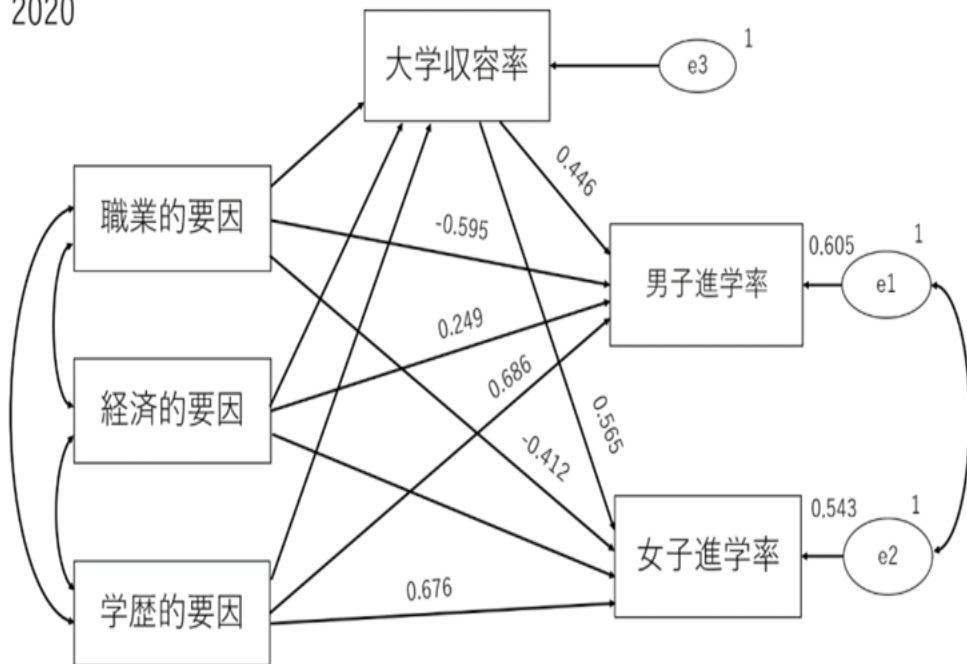 2020
大学収容率
1
e3
職業的要因
0.446
-0.595
男子進学率
0.605
1
e1
0.249
経済的要因
0.686
0.565
-0.412
女子進学率
0.543
1
e2
学歴的要因
0.676